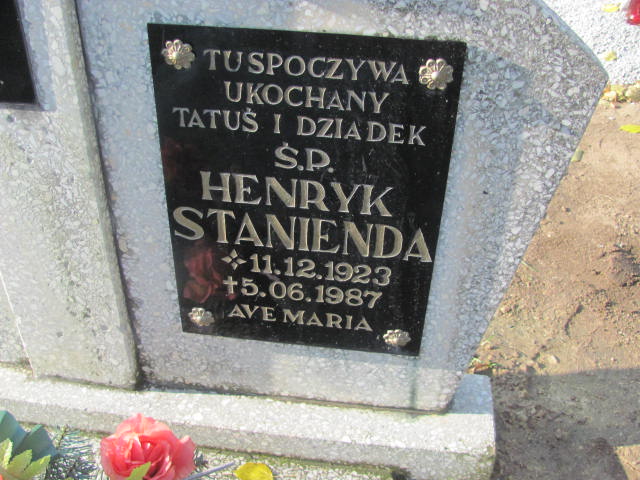 TU SPOCZYWA
UKOCHANY
TATUŚ I DZIADEK
Ś.P.
HENRYK
STANIENDA
11.12.1923
†5.06.1987
AVE MARIA